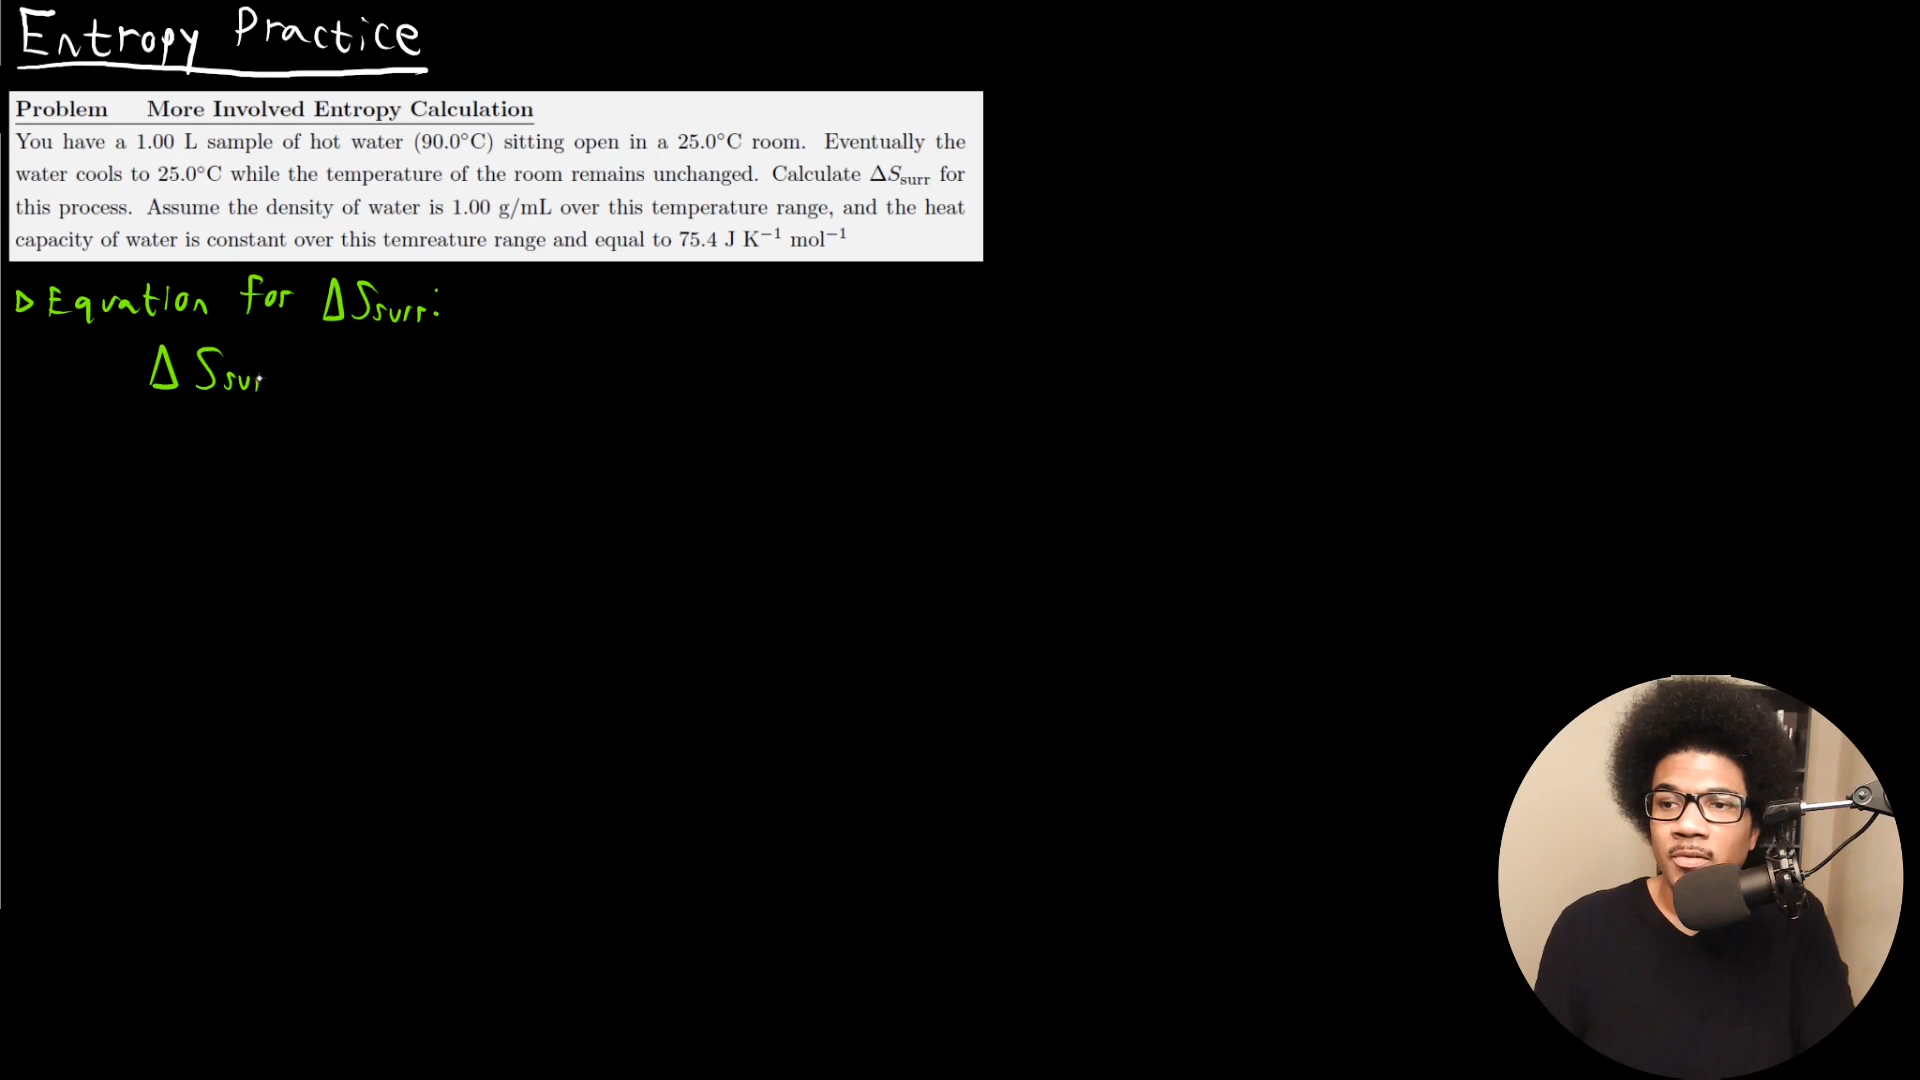 Entropy Practice
Problem More Involved Entropy Calculation
You have a 1.00 L sample of hot water (90.0°C) sitting open in a 25.0°C room. Eventually the
water cools to 25.0°C while the temperature of the room remains unchanged. Calculate ΔS_surr for
this process. Assume the density of water is 1.00 g/mL over this temperature range, and the heat
capacity of water is constant over this temreature range and equal to 75.4 J K⁻¹ mol⁻¹
▷ Equation for ΔS_surr:
ΔS_sur